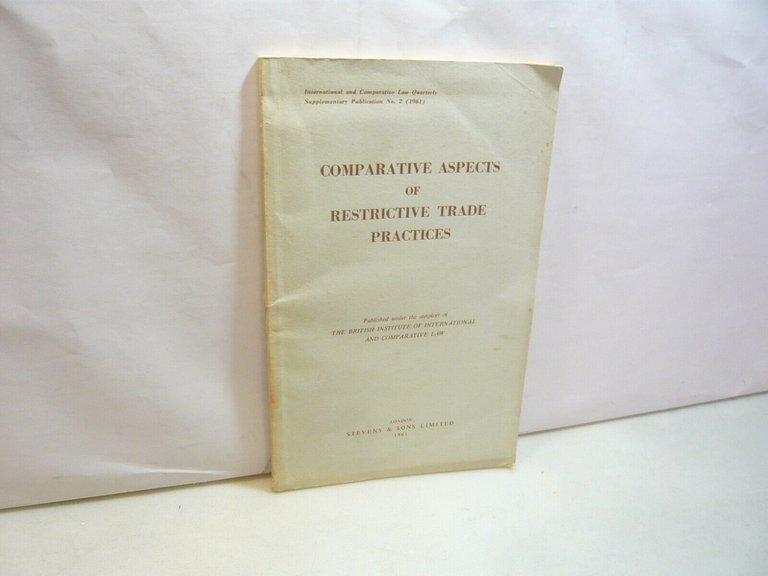 International and Comparative Law Quarterly
Supplementary Publication No. 2 (1961)
COMPARATIVE ASPECTS
OF
RESTRICTIVE TRADE
PRACTICES
Published under the auspices of
THE BRITISH INSTITUTE OF INTERNATIONAL
AND COMPARATIVE LAW
LONDON
STEVENS & SONS LIMITED
1961